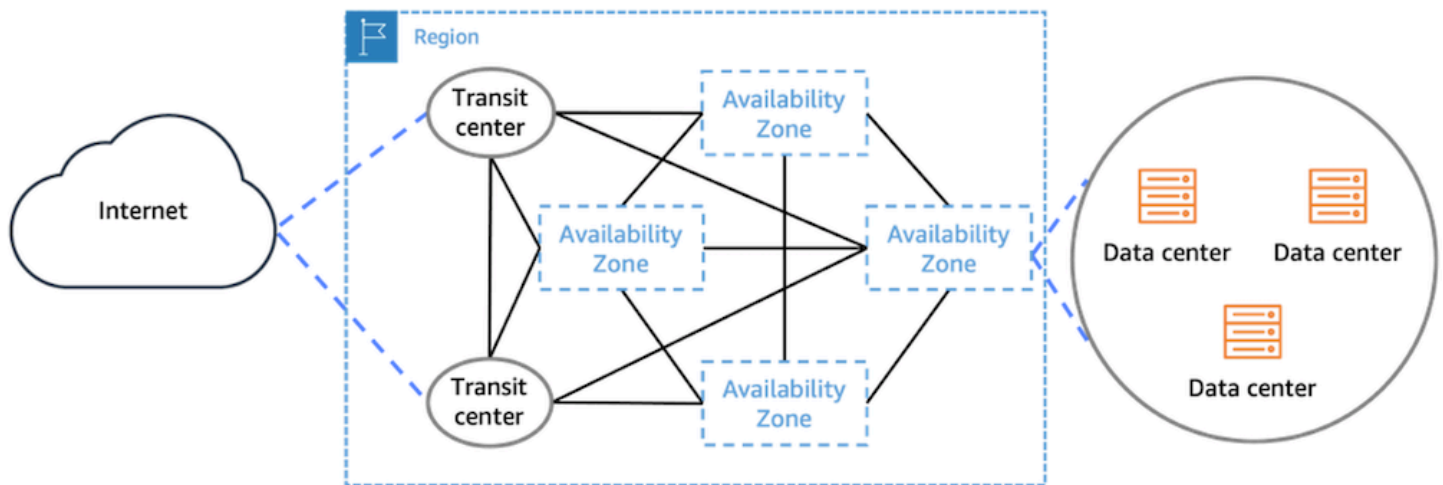 Region
Transit
center
Availability
Zone
Internet
Availability
Zone
Availability
Zone
Data center
Data center
Transit
center
Availability
Zone
Data center